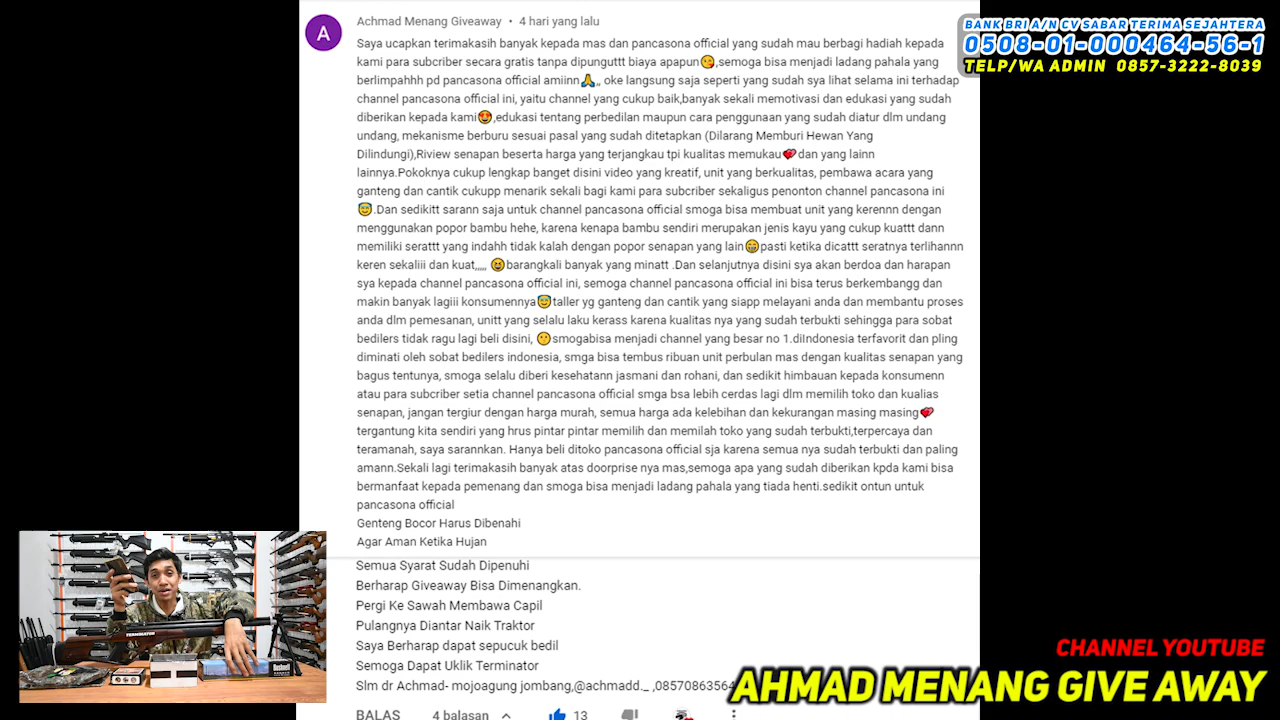 A
Achmad Menang Giveaway • 4 hari yang lalu
Saya ucapkan terimakasih banyak kepada mas dan pancasona official yang sudah mau berbagi hadiah kepada
kami para subcriber secara gratis tanpa dipunguttt biaya apapun😘,semoga bisa menjadi ladang pahala yang
berlimpahhh pd pancasona official amiinn🙏,, oke langsung saja seperti yang sudah sya lihat selama ini terhadap
channel pancasona official ini, yaitu channel yang cukup baik,banyak sekali memotivasi dan edukasi yang sudah
diberikan kepada kami😍,edukasi tentang perbedilan maupun cara penggunaan yang sudah diatur dlm undang
undang, mekanisme berburu sesuai pasal yang sudah ditetapkan (Dilarang Memburi Hewan Yang
Dilindungi),Riview senapan beserta harga yang terjangkau tpi kualitas memukau💕dan yang lainn
lainnya.Pokoknya cukup lengkap banget disini video yang kreatif, unit yang berkualitas, pembawa acara yang
ganteng dan cantik cukupp menarik sekali bagi kami para subcriber sekaligus penonton channel pancasona ini
😇.Dan sedikitt sarann saja untuk channel pancasona official smoga bisa membuat unit yang kerennn dengan
menggunakan popor bambu hehe, karena kenapa bambu sendiri merupakan jenis kayu yang cukup kuattt dann
memiliki serattt yang indahh tidak kalah dengan popor senapan yang lain😁pasti ketika dicattt seratnya terlihannn
keren sekaliii dan kuat,,,,, 😆barangkali banyak yang minatt .Dan selanjutnya disini sya akan berdoa dan harapan
sya kepada channel pancasona official ini, semoga channel pancasona official ini bisa terus berkembangg dan
makin banyak lagiii konsumennya😇taller yg ganteng dan cantik yang siapp melayani anda dan membantu proses
anda dlm pemesanan, unitt yang selalu laku kerass karena kualitas nya yang sudah terbukti sehingga para sobat
bedilers tidak ragu lagi beli disini, 😶smogabisa menjadi channel yang besar no 1.diIndonesia terfavorit dan pling
diminati oleh sobat bedilers indonesia, smga bisa tembus ribuan unit perbulan mas dengan kualitas senapan yang
bagus tentunya, smoga selalu diberi kesehatann jasmani dan rohani, dan sedikit himbauan kepada konsumenn
atau para subcriber setia channel pancasona official smga bsa lebih cerdas lagi dlm memilih toko dan kualias
senapan, jangan tergiur dengan harga murah, semua harga ada kelebihan dan kekurangan masing masing💕
tergantung kita sendiri yang hrus pintar pintar memilih dan memilah toko yang sudah terbukti,terpercaya dan
teramanah, saya sarannkan. Hanya beli ditoko pancasona official sja karena semua nya sudah terbukti dan paling
amann.Sekali lagi terimakasih banyak atas doorprise nya mas,semoga apa yang sudah diberikan kpda kami bisa
bermanfaat kepada pemenang dan smoga bisa menjadi ladang pahala yang tiada henti.sedikit ontun untuk
pancasona official
Genteng Bocor Harus Dibenahi
Agar Aman Ketika Hujan
Semua Syarat Sudah Dipenuhi
Berharap Giveaway Bisa Dimenangkan.
Pergi Ke Sawah Membawa Capil
Pulangnya Diantar Naik Traktor
Saya Berharap dapat sepucuk bedil
Semoga Dapat Uklik Terminator
Slm dr Achmad- mojoagung jombang,@achmadd._ ,08570863564
BALAS 4 balasan 13
BANK BRI A/N CV SABAR TERIMA SEJAHTERA
0508-01-000464-56-1
TELP/WA ADMIN 0857-3222-8039
TERMINATOR
Bushnell
CHANNEL YOUTUBE
AHMAD MENANG GIVE AWAY